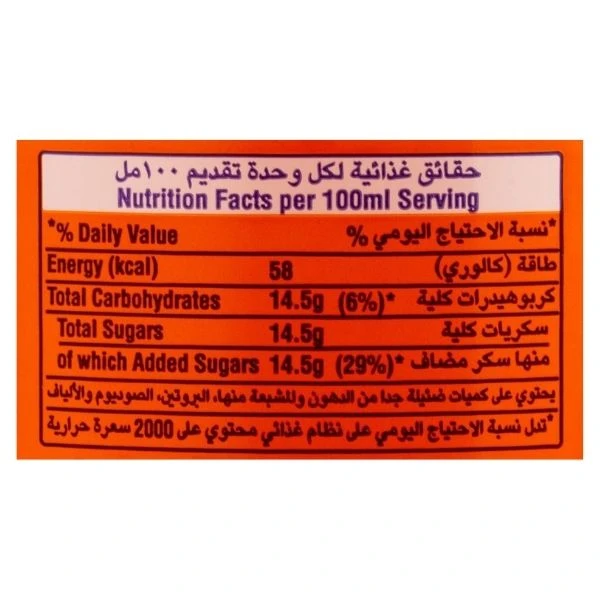 حقائق غذائية لكل وحدة تقديم ١٠٠مل
Nutrition Facts per 100ml Serving
*% Daily Value *نسبة الاحتياج اليومي %
Energy (kcal) 58 طاقة (كالوري)
Total Carbohydrates 14.5g (6%)* كربوهيدرات كلية
Total Sugars 14.5g سكريات كلية
of which Added Sugars 14.5g (29%)* منها سكر مضاف
يحتوي على كميات ضئيلة جدا من الدهون والمشبعة منها، البروتين، الصوديوم والألياف
*تدل نسبة الاحتياج اليومي على نظام غذائي محتوي على 2000 سعرة حرارية